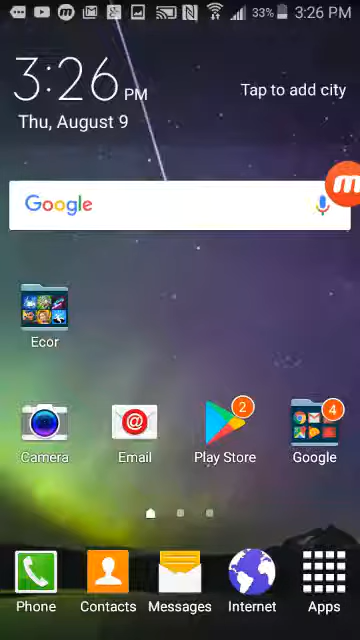 33% 3:26 PM
3:26 PM
Thu, August 9
Tap to add city
Google
Ecor
2
4
Camera
Email
Play Store
Google
Phone
Contacts
Messages
Internet
Apps